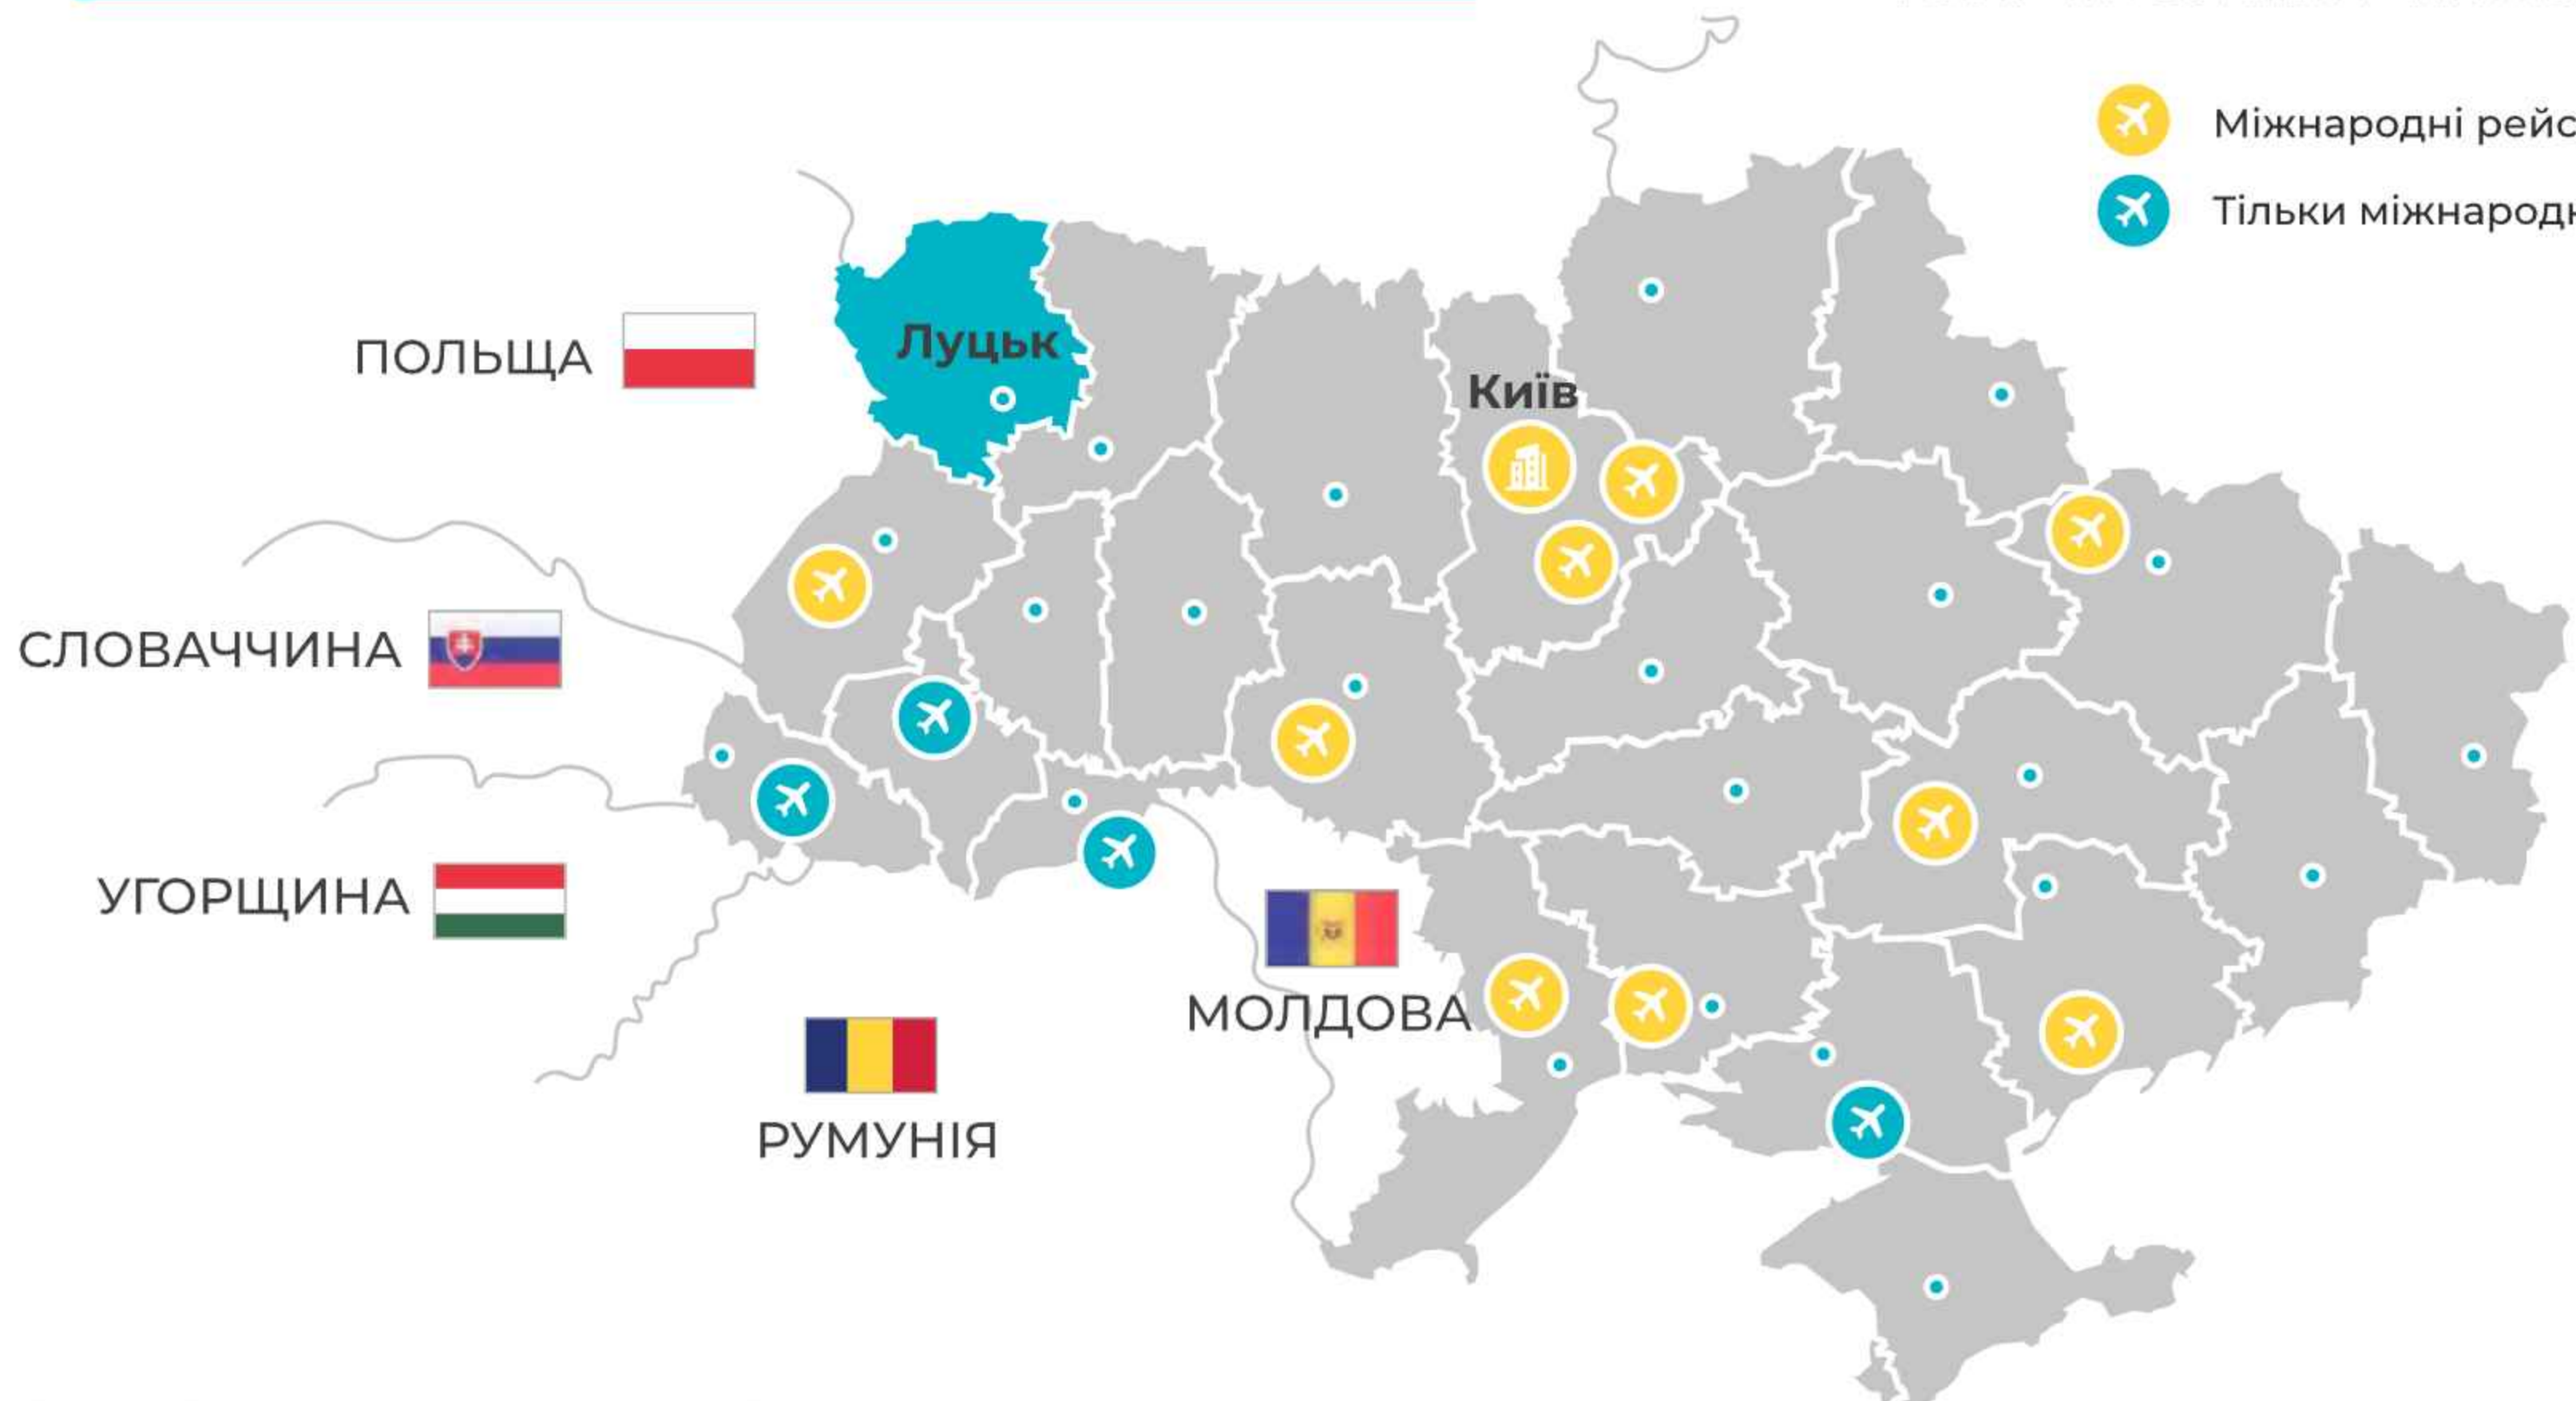 Міжнародні рейс
Тільки міжнародн
Луцьк
ПОЛЬЩА
Київ
СЛОВАЧЧИНА
УГОРЩИНА
МОЛДОВА
РУМУНІЯ